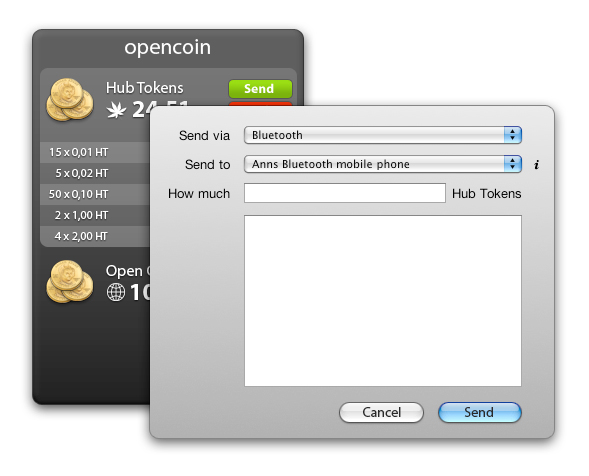 opencoin
Hub Tokens
Send
24,51
15 x 0,01 HT
5 x 0,02 HT
50 x 0,10 HT
2 x 1,00 HT
4 x 2,00 HT
Open
10
Send via
Bluetooth
Send to
Anns Bluetooth mobile phone
i
How much
Hub Tokens
Cancel
Send